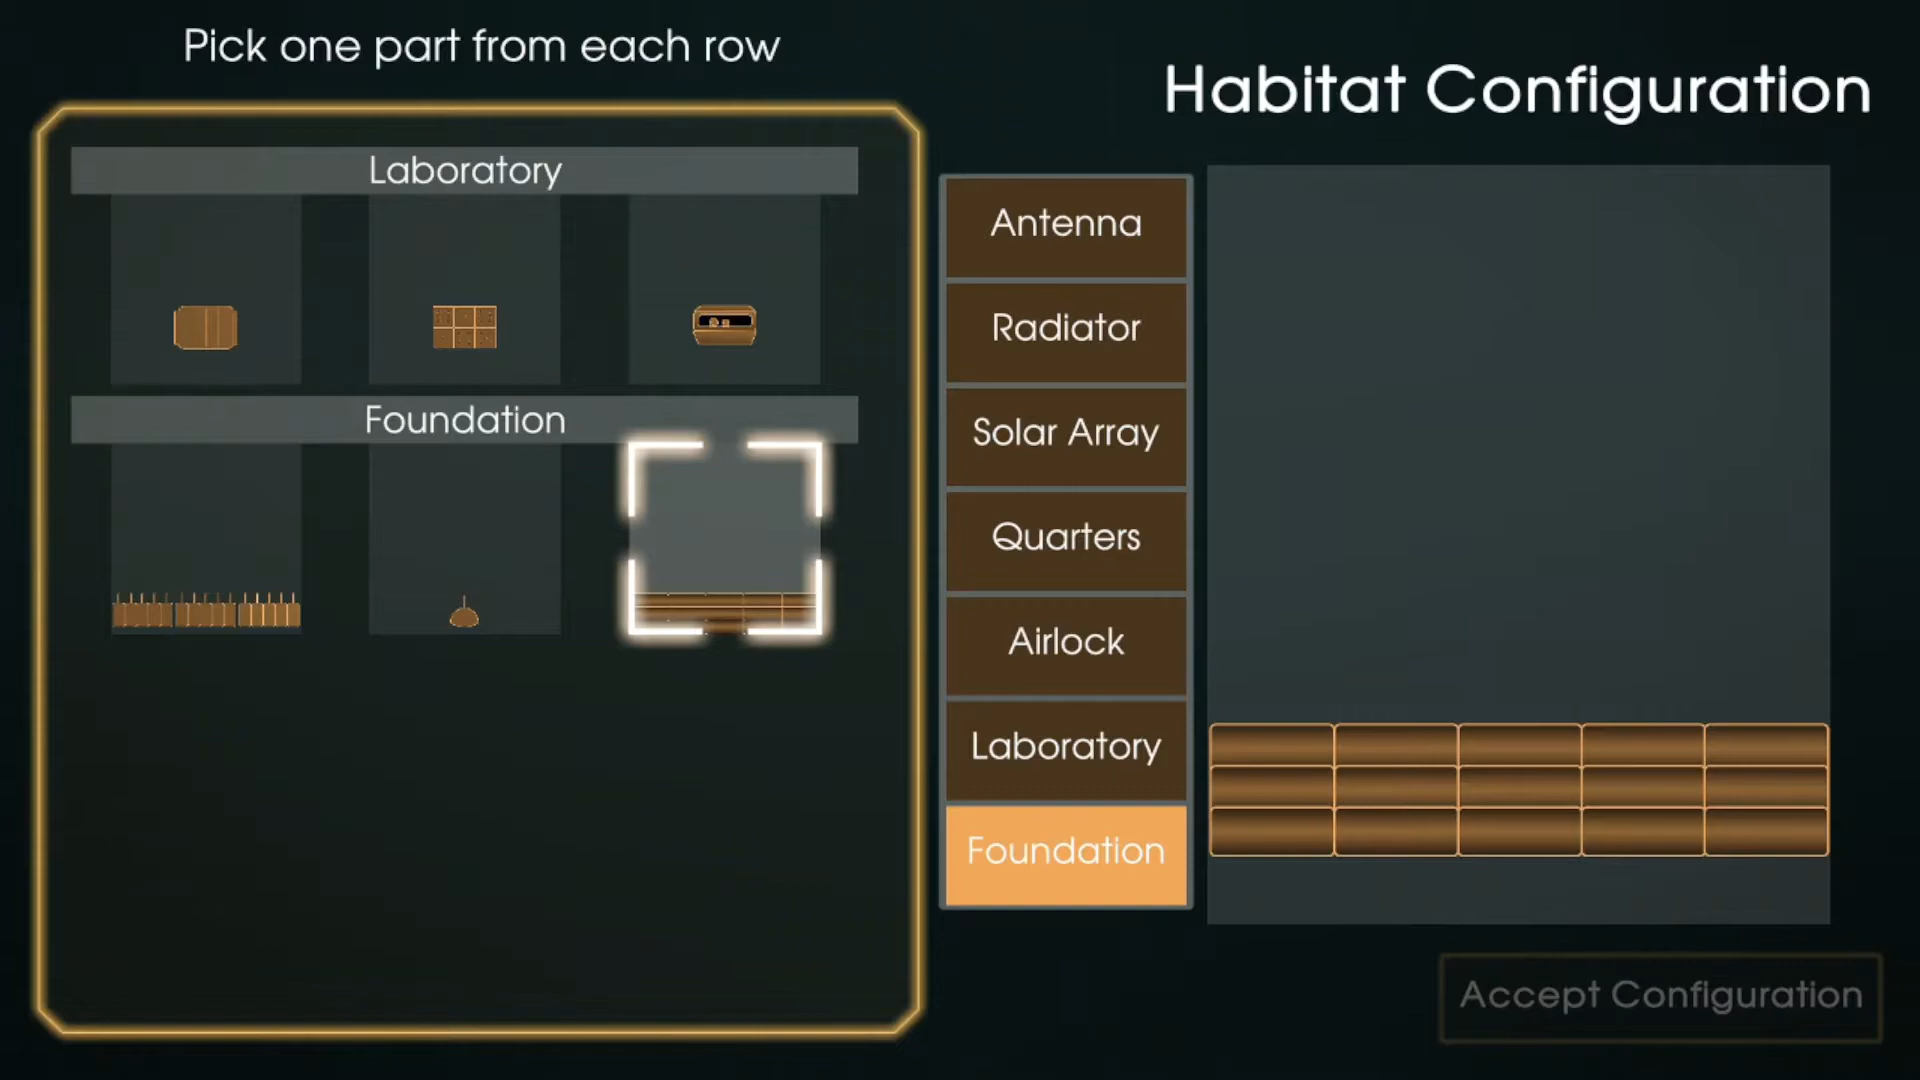 Pick one part from each row
Habitat Configuration
Laboratory
Foundation
Antenna
Radiator
Solar Array
Quarters
Airlock
Laboratory
Foundation
Accept Configuration